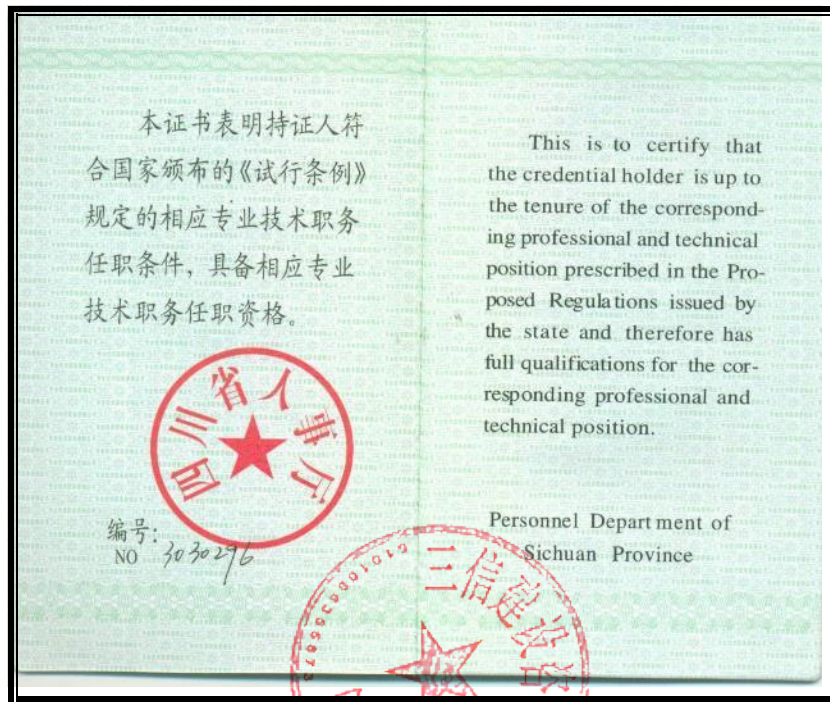 本证书表明持证人符
合国家颁布的《试行条例》
规定的相应专业技术职务
任职条件，具备相应专业
技术职务任职资格。
四川省人事厅
编号：
NO 3030296
This is to certify that
the credential holder is up to
the tenure of the correspond-
ing professional and technical
position prescribed in the Pro-
posed Regulations issued by
the state and therefore has
full qualifications for the cor-
responding professional and
technical position.
Personnel Department of
Sichuan Province
三信建设咨